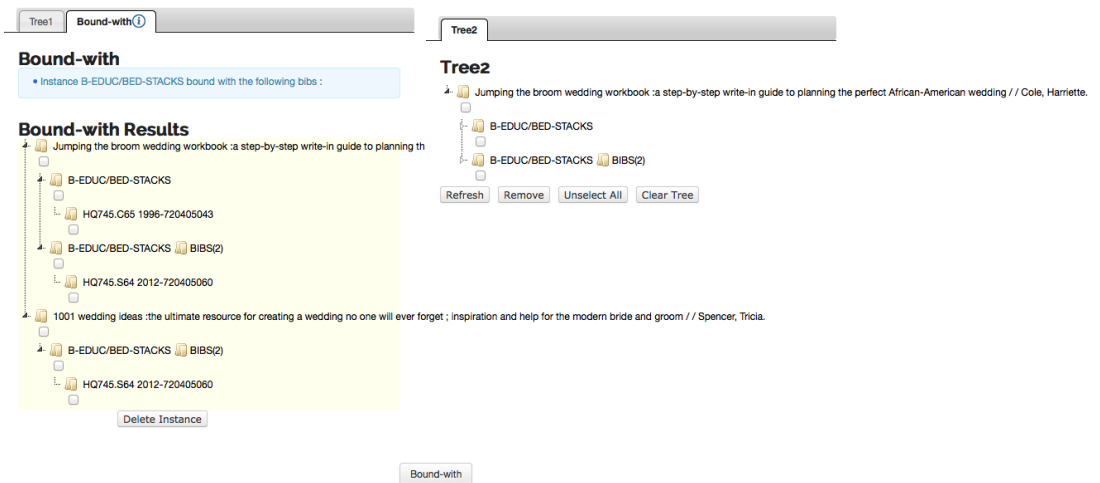 Tree1
Bound-with
Bound-with
Instance B-EDUC/BED-STACKS bound with the following bibs :
Bound-with Results
Jumping the broom wedding workbook :a step-by-step write-in guide to planning th
B-EDUC/BED-STACKS
HQ745.C65 1996-720405043
B-EDUC/BED-STACKS BIBS(2)
HQ745.S64 2012-720405060
1001 wedding ideas :the ultimate resource for creating a wedding no one will ever forget ; inspiration and help for the modern bride and groom / / Spencer, Tricia.
B-EDUC/BED-STACKS BIBS(2)
HQ745.S64 2012-720405060
Delete Instance
Tree2
Tree2
Jumping the broom wedding workbook :a step-by-step write-in guide to planning the perfect African-American wedding / / Cole, Harriette.
B-EDUC/BED-STACKS
B-EDUC/BED-STACKS BIBS(2)
Refresh Remove Unselect All Clear Tree
Bound-with